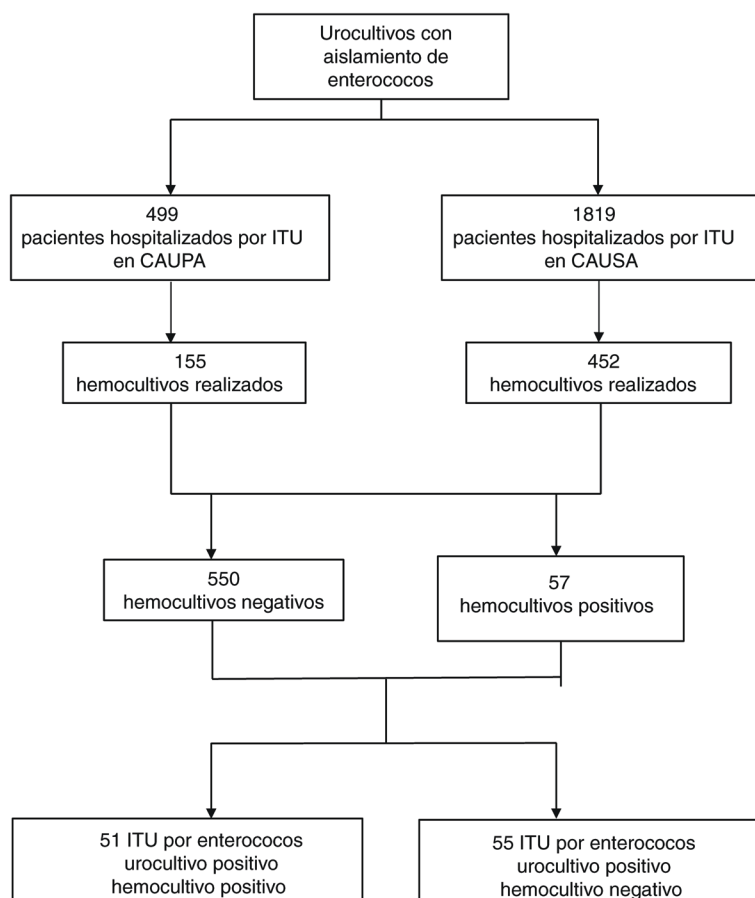 Urocultivos con
aislamiento de
enterococos
499
pacientes hospitalizados por ITU
en CAUPA
1819
pacientes hospitalizados por ITU
en CAUSA
155
hemocultivos realizados
452
hemocultivos realizados
550
hemocultivos negativos
57
hemocultivos positivos
51 ITU por enterococos
urocultivo positivo
hemocultivo positivo
55 ITU por enterococos
urocultivo positivo
hemocultivo negativo